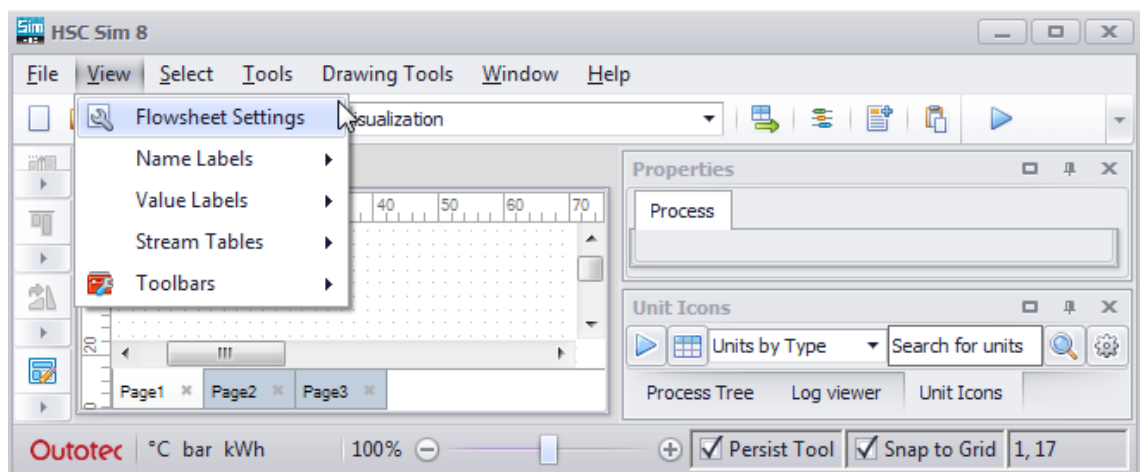 Sim HSC Sim 8
File View Select Tools Drawing Tools Window Help
Flowsheet Settings
Name Labels
Value Labels
Stream Tables
Toolbars
40 50 60 70
20
Page1 Page2 Page3
Properties
Process
Unit Icons
Units by Type Search for units
Process Tree Log viewer Unit Icons
Outotec °C bar kWh 100% Persist Tool Snap to Grid 1, 17